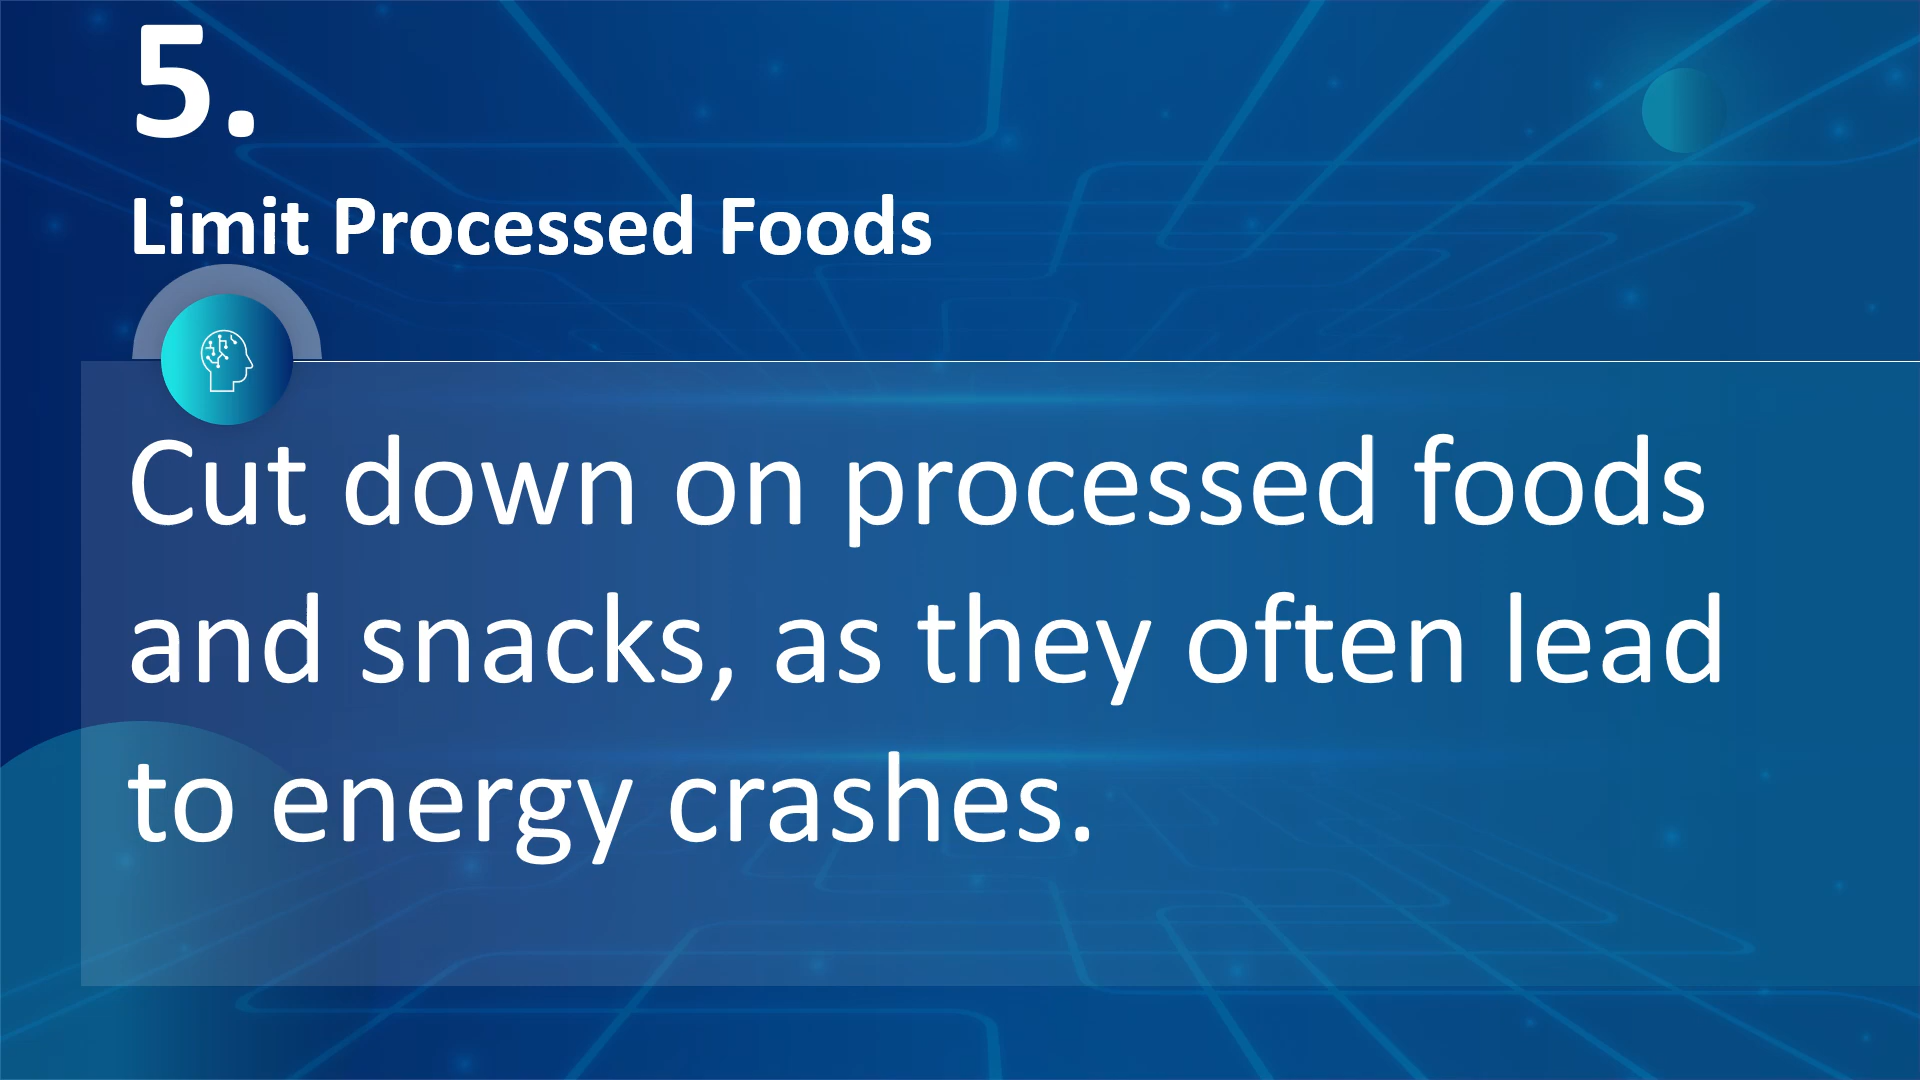 5.
Limit Processed Foods
Cut down on processed foods
and snacks, as they often lead
to energy crashes.